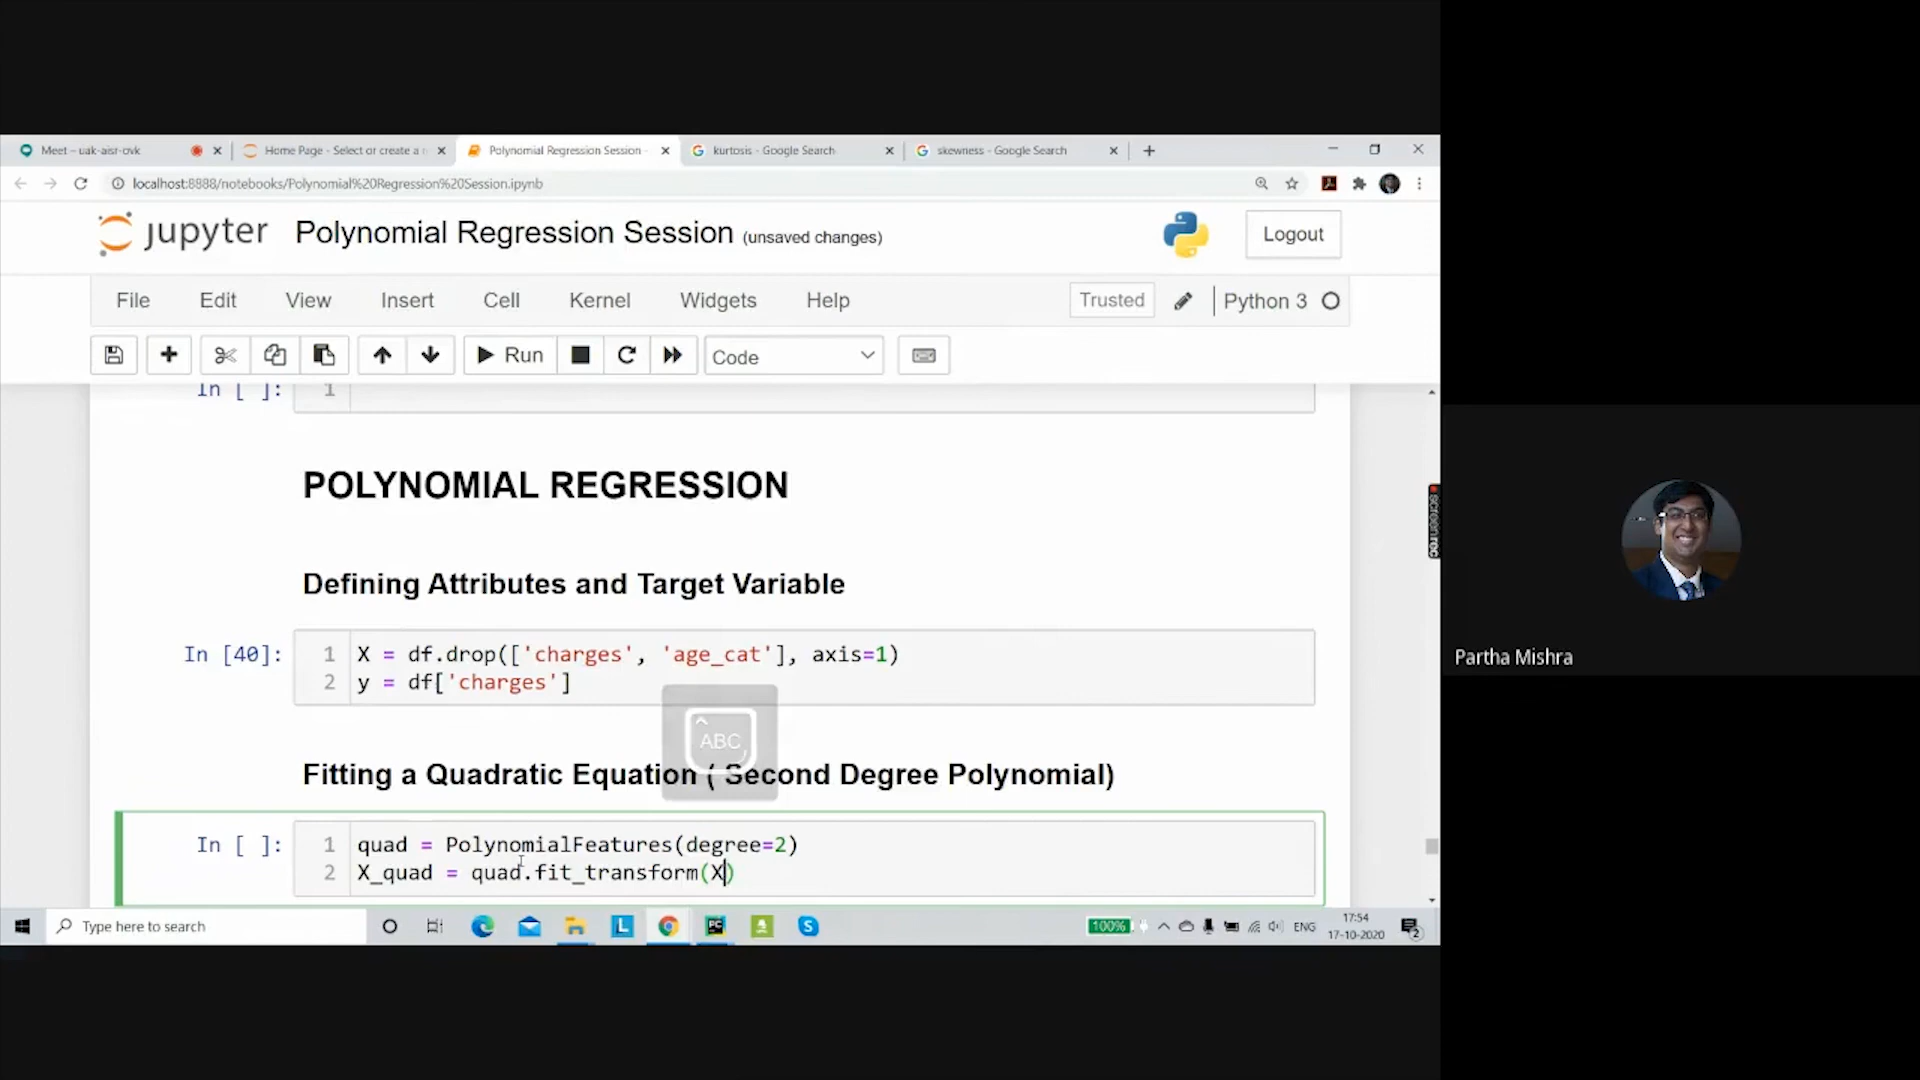 Meet – uak-aisr-ovk
Home Page - Select or create a n
Polynomial Regression Session -
kurtosis - Google Search
skewness - Google Search
localhost:8888/notebooks/Polynomial%20Regression%20Session.ipynb
jupyter
Polynomial Regression Session (unsaved changes)
Logout
File Edit View Insert Cell Kernel Widgets Help
Trusted
Python 3
Run
Code
In [ ]: 1
POLYNOMIAL REGRESSION
Defining Attributes and Target Variable
In [40]: 1 X = df.drop(['charges', 'age_cat'], axis=1)
2 y = df['charges']
ABC
Fitting a Quadratic Equation ( Second Degree Polynomial)
In [ ]: 1 quad = PolynomialFeatures(degree=2)
2 X_quad = quad.fit_transform(X)
screen rec
Partha Mishra
Type here to search
100%
ENG
17:54
17-10-2020
2